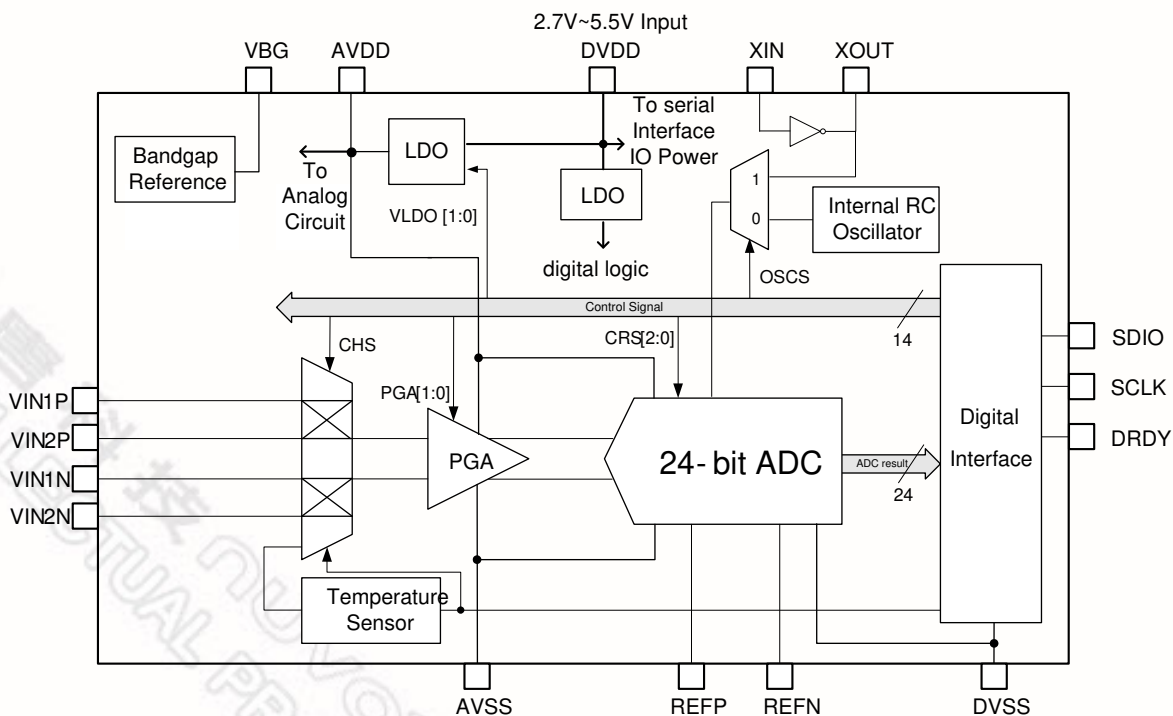 2.7V~5.5V Input
VBG
AVDD
DVDD
XIN
XOUT
Bandgap
Reference
To
Analog
Circuit
LDO
VLDO [1:0]
To serial
Interface
IO Power
LDO
digital logic
1
0
Internal RC
Oscillator
OSCS
Control Signal
14
CHS
PGA[1:0]
CRS[2:0]
VIN1P
VIN2P
VIN1N
VIN2N
PGA
24- bit ADC
ADC result
24
Digital
Interface
SDIO
SCLK
DRDY
Temperature
Sensor
AVSS
REFP
REFN
DVSS